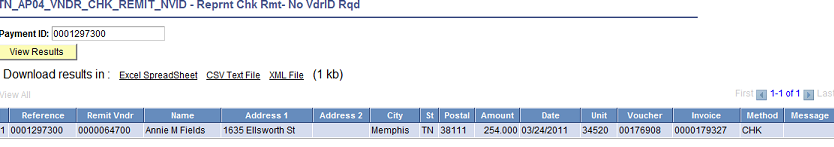 TN_AP04_VNDR_CHK_REMIT_NVID - Reprnt Chk Rmt- No VdrID Rqd
Payment ID: 0001297300
View Results
Download results in : Excel SpreadSheet CSV Text File XML File (1 kb)
View All First 1-1 of 1 Last
Reference Remit Vndr Name Address 1 Address 2 City St Postal Amount Date Unit Voucher Invoice Method Message
1 0001297300 0000064700 Annie M Fields 1635 Ellsworth St Memphis TN 38111 254.000 03/24/2011 34520 00176908 0000179327 CHK